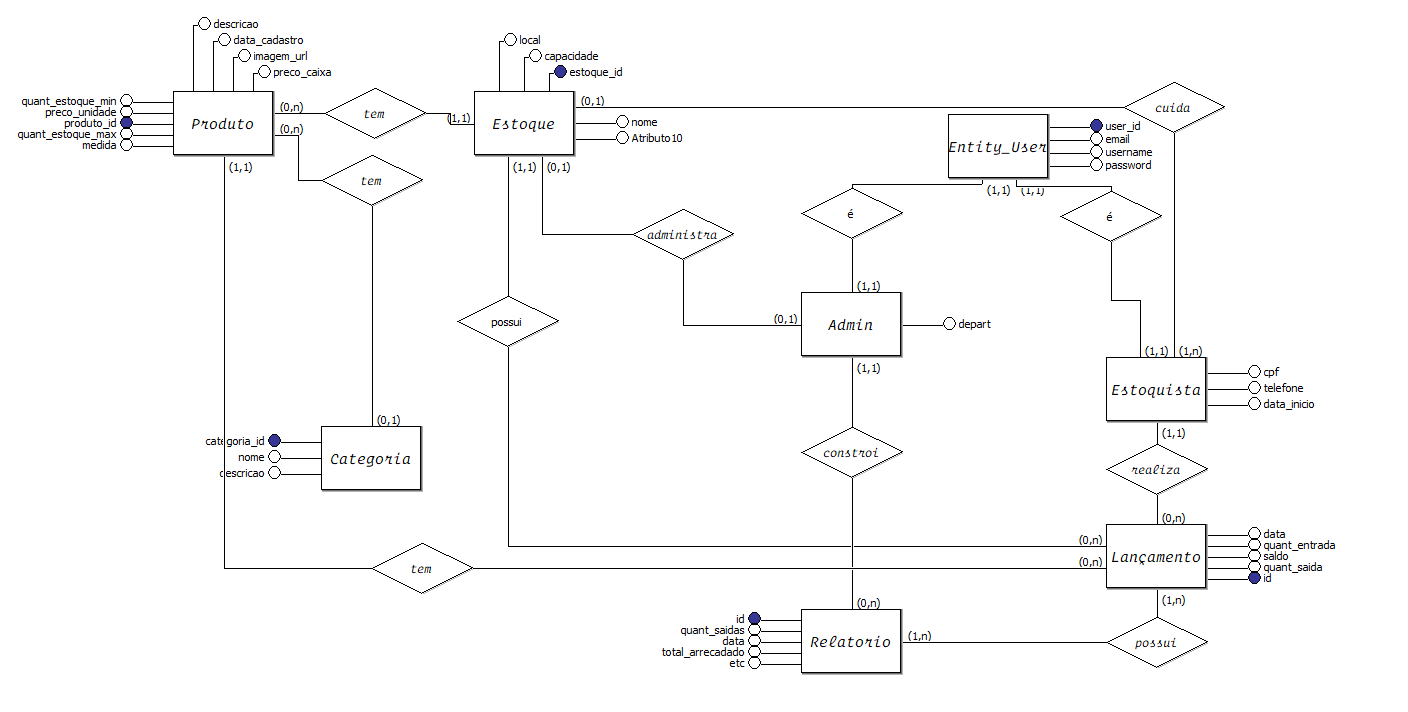 descricao
data_cadastro
imagem_url
preco_caixa
quant_estoque_min
preco_unidade
produto_id
quant_estoque_max
medida
Produto
(0,n)
(0,n)
(1,1)
tem
tem
local
capacidade
estoque_id
(1,1)
Estoque
(0,1)
nome
Atributo10
(1,1)
(0,1)
cuida
Entity_User
user_id
email
username
password
(1,1)
(1,1)
é
é
administra
possui
(1,1)
(0,1)
Admin
depart
(1,1)
(1,1)
(1,n)
Estoquista
cpf
telefone
data_inicio
(1,1)
(0,1)
categoria_id
nome
descricao
Categoria
constroi
realiza
(0,n)
(0,n)
(0,n)
Lançamento
data
quant_entrada
saldo
quant_saida
id
(1,n)
tem
(0,n)
id
quant_saidas
data
total_arrecadado
etc
Relatorio
(1,n)
possui